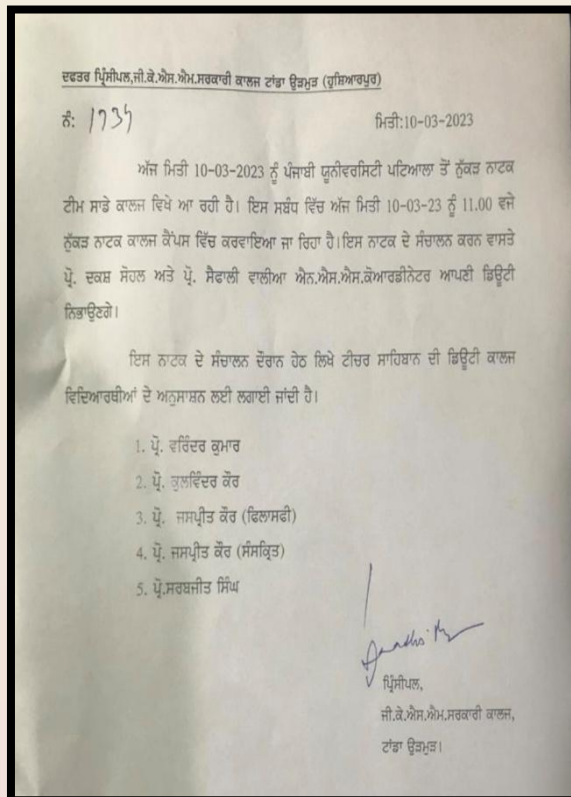 ਦਫਤਰ ਪ੍ਰਿੰਸੀਪਲ,ਜੀ.ਕੇ.ਐਸ.ਐਮ.ਸਰਕਾਰੀ ਕਾਲਜ ਟਾਂਡਾ ਉੜਮੁੜ (ਹੁਸ਼ਿਆਰਪੁਰ)
ਨੰ: ਮਿਤੀ:10-03-2023
ਅੱਜ ਮਿਤੀ 10-03-2023 ਨੂੰ ਪੰਜਾਬੀ ਯੂਨੀਵਰਸਿਟੀ ਪਟਿਆਲਾ ਤੋਂ ਨੁੱਕੜ ਨਾਟਕ
ਟੀਮ ਸਾਡੇ ਕਾਲਜ ਵਿਖੇ ਆ ਰਹੀ ਹੈ। ਇਸ ਸਬੰਧ ਵਿੱਚ ਅੱਜ ਮਿਤੀ 10-03-23 ਨੂੰ 11.00 ਵਜੇ
ਨੁੱਕੜ ਨਾਟਕ ਕਾਲਜ ਕੈਂਪਸ ਵਿੱਚ ਕਰਵਾਇਆ ਜਾ ਰਿਹਾ ਹੈ।ਇਸ ਨਾਟਕ ਦੇ ਸੰਚਾਲਨ ਕਰਨ ਵਾਸਤੇ
ਪ੍ਰੋ. ਦਕਸ਼ ਸੋਹਲ ਅਤੇ ਪ੍ਰੋ. ਸੈਫਾਲੀ ਵਾਲੀਆ ਐਨ.ਐਸ.ਐਸ.ਕੋਆਰਡੀਨੇਟਰ ਆਪਣੀ ਡਿਊਟੀ
ਨਿਭਾਉਣਗੇ।
ਇਸ ਨਾਟਕ ਦੇ ਸੰਚਾਲਨ ਦੌਰਾਨ ਹੇਠ ਲਿਖੇ ਟੀਚਰ ਸਾਹਿਬਾਨ ਦੀ ਡਿਊਟੀ ਕਾਲਜ
ਵਿਦਿਆਰਥੀਆਂ ਦੇ ਅਨੁਸਾਸ਼ਨ ਲਈ ਲਗਾਈ ਜਾਂਦੀ ਹੈ।
1. ਪ੍ਰੋ. ਵਰਿੰਦਰ ਕੁਮਾਰ
2. ਪ੍ਰੋ. ਕੁਲਵਿੰਦਰ ਕੌਰ
3. ਪ੍ਰੋ. ਜਸਪ੍ਰੀਤ ਕੌਰ (ਫਿਲਾਸਫੀ)
4. ਪ੍ਰੋ. ਜਸਪ੍ਰੀਤ ਕੌਰ (ਸੰਸਕ੍ਰਿਤ)
5. ਪ੍ਰੋ.ਸਰਬਜੀਤ ਸਿੰਘ
ਪ੍ਰਿੰਸੀਪਲ,
ਜੀ.ਕੇ.ਐਸ.ਐਮ.ਸਰਕਾਰੀ ਕਾਲਜ,
ਟਾਂਡਾ ਉੜਮੁੜ।